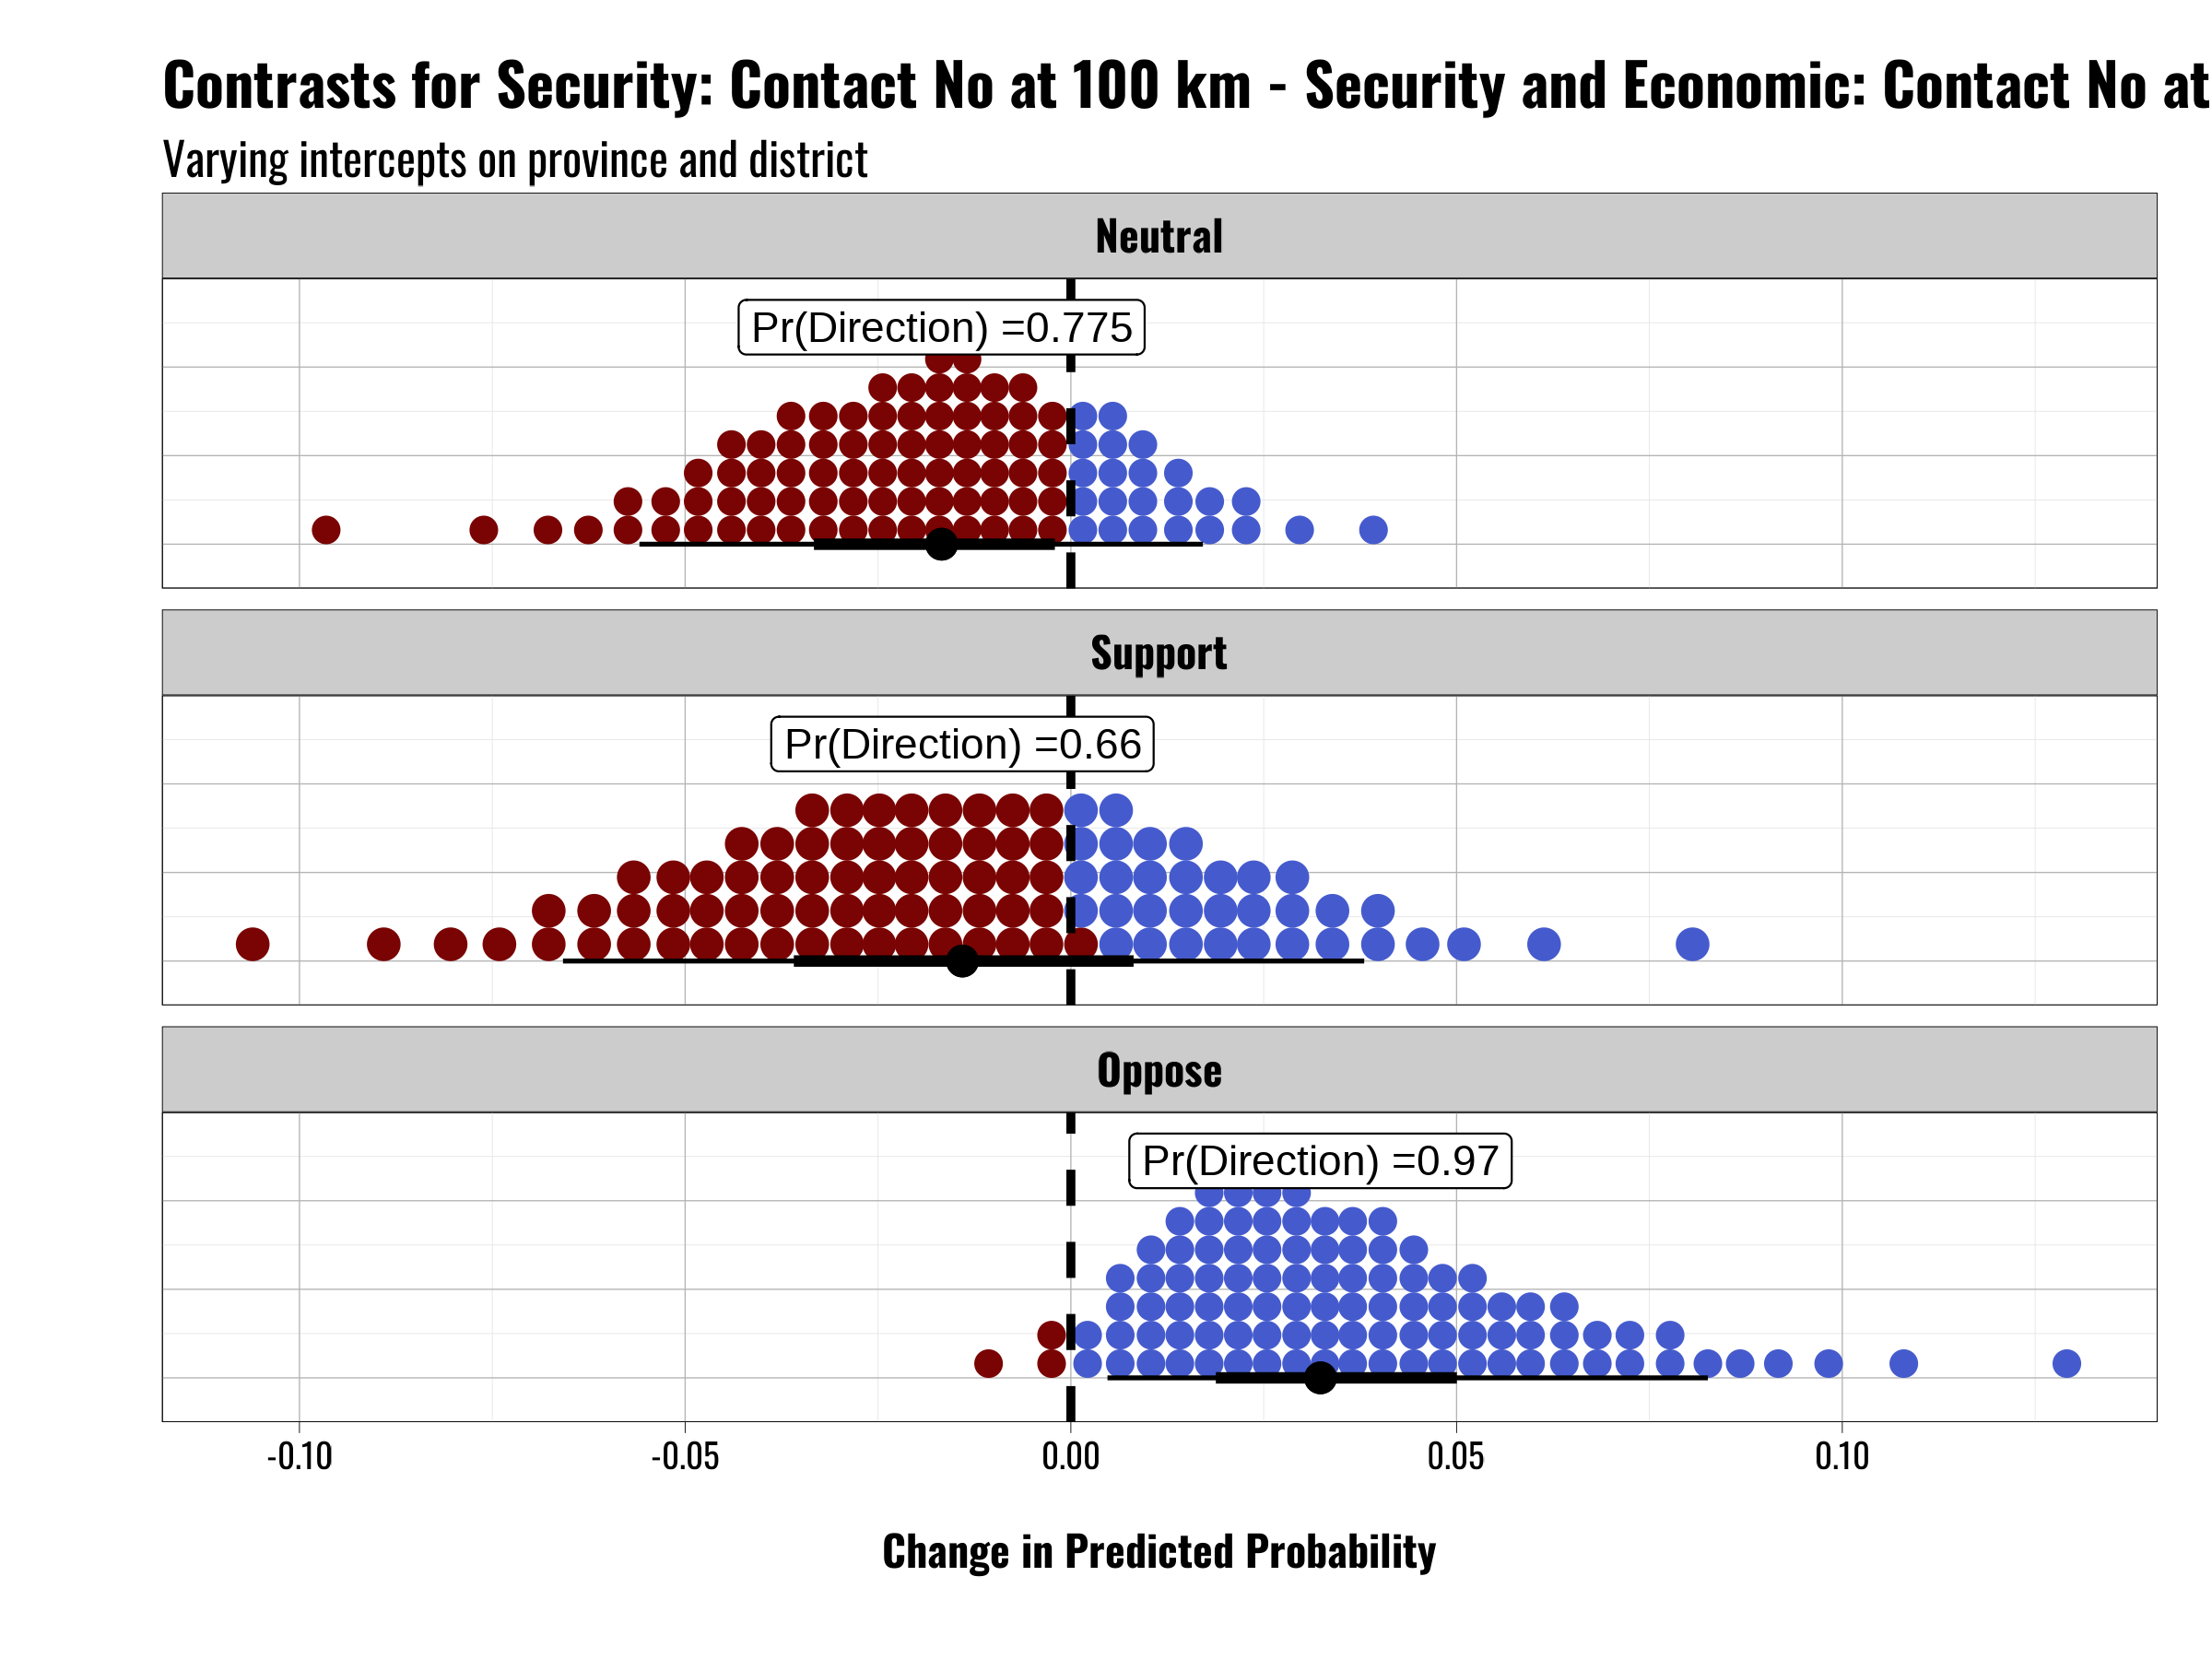 Contrasts for Security: Contact No at 100 km - Security and Economic: Contact No at
Varying intercepts on province and district
Neutral
Pr(Direction) =0.775
Support
Pr(Direction) =0.66
Oppose
Pr(Direction) =0.97
-0.10 -0.05 0.00 0.05 0.10
Change in Predicted Probability